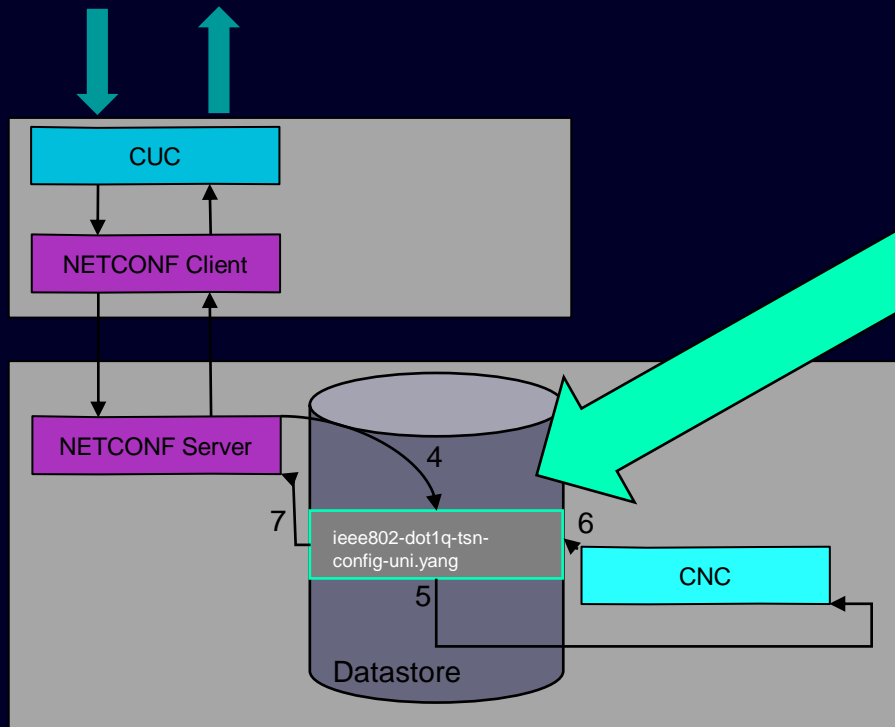 CUC
NETCONF Client
NETCONF Server
4
7
6
ieee802-dot1q-tsn-
config-uni.yang
CNC
5
Datastore